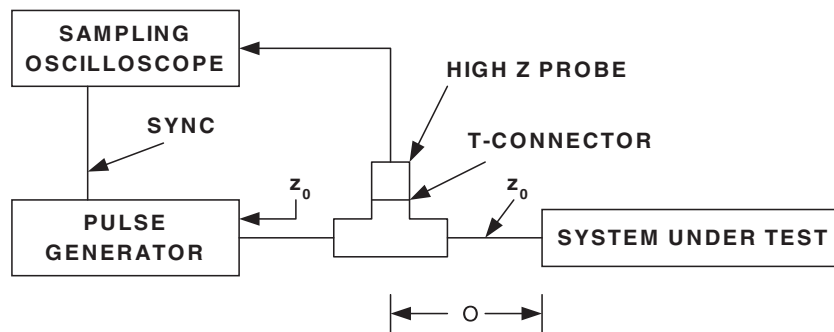 SAMPLING
OSCILLOSCOPE
HIGH Z PROBE
SYNC
T-CONNECTOR
z0
z0
PULSE
GENERATOR
SYSTEM UNDER TEST
O